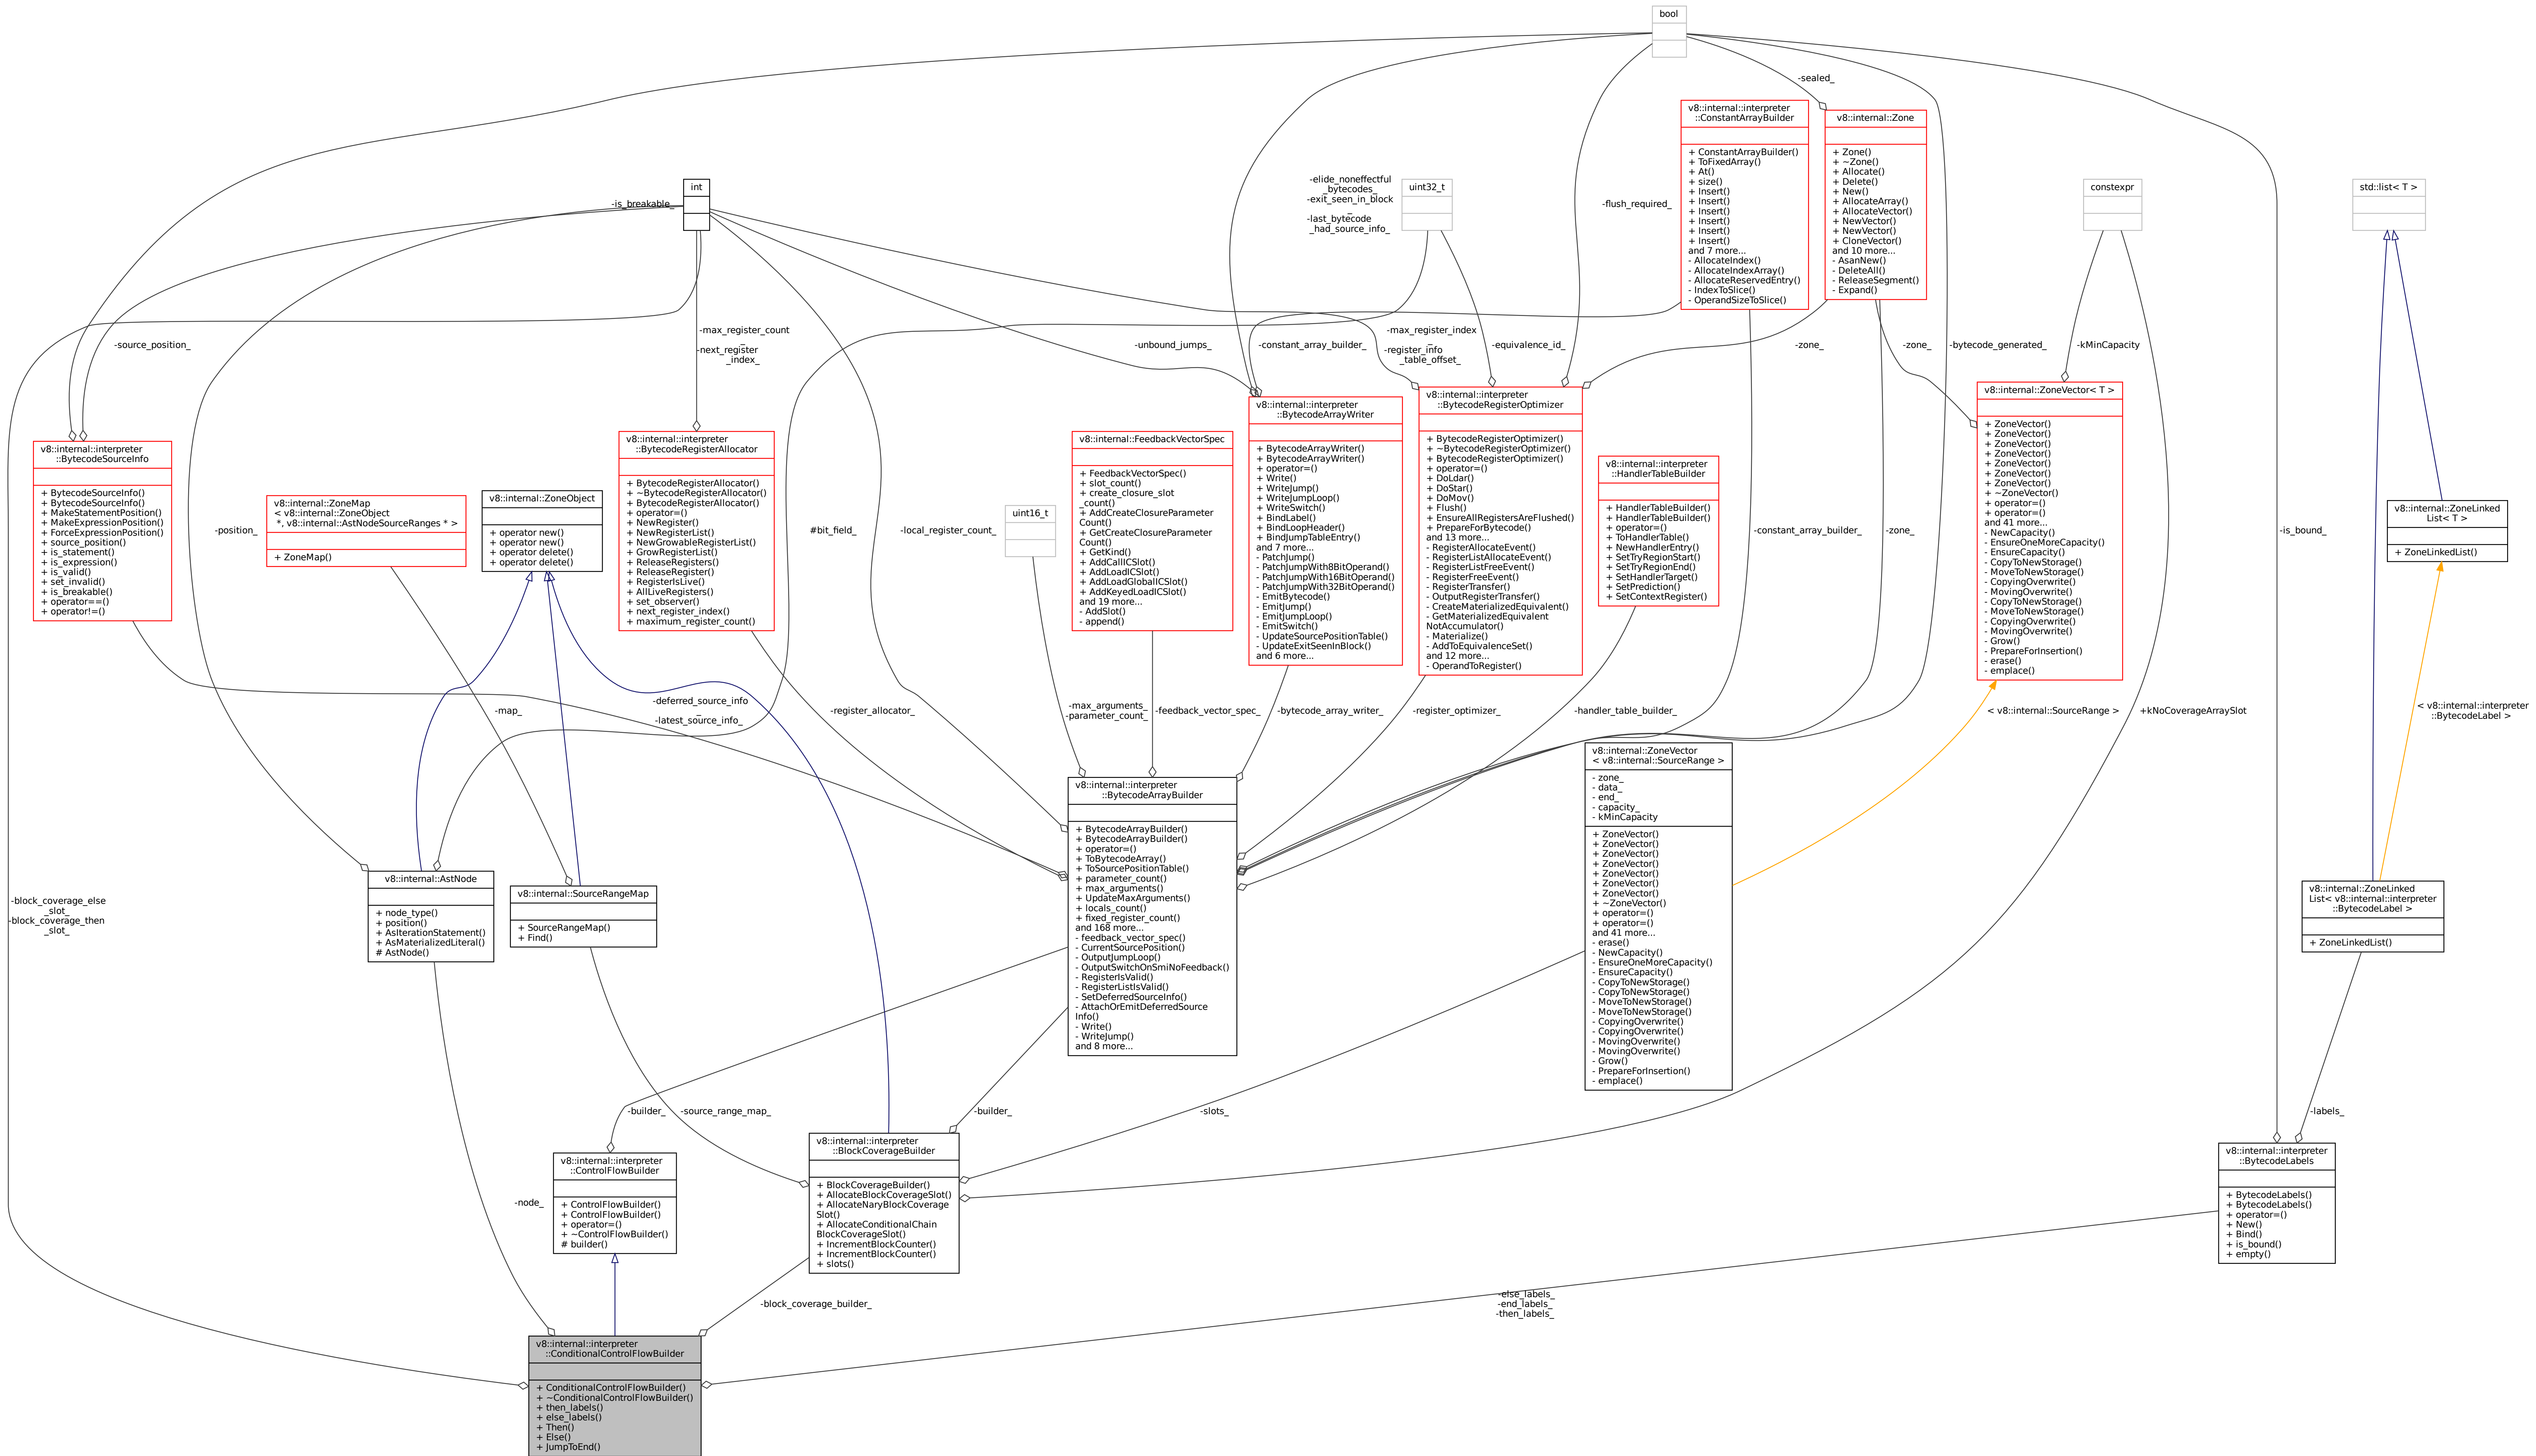 bool
-sealed_
v8::internal::interpreter
::ConstantArrayBuilder
+ ConstantArrayBuilder()
+ ToFixedArray()
+ At()
+ size()
+ Insert()
+ Insert()
+ Insert()
+ Insert()
+ Insert()
+ Insert()
and 7 more...
- AllocateIndex()
- AllocateIndexArray()
- AllocateReservedEntry()
- IndexToSlice()
- OperandSizeToSlice()
v8::internal::Zone
+ Zone()
+ ~Zone()
+ Allocate()
+ Delete()
+ New()
+ AllocateArray()
+ AllocateVector()
+ NewVector()
+ NewVector()
+ CloneVector()
and 10 more...
- AsanNew()
- DeleteAll()
- ReleaseSegment()
- Expand()
int
-is_breakable_
-elide_noneffectful
_bytecodes_
-exit_seen_in_block
_
-last_bytecode
_had_source_info_
uint32_t
-flush_required_
constexpr
std::list< T >
-source_position_
-max_register_count
_
-next_register
_index_
-unbound_jumps_
-constant_array_builder_
-max_register_index
_
-register_info
_table_offset_
-equivalence_id_
-zone_
-zone_
-bytecode_generated_
-kMinCapacity
v8::internal::interpreter
::BytecodeSourceInfo
+ BytecodeSourceInfo()
+ BytecodeSourceInfo()
+ MakeStatementPosition()
+ MakeExpressionPosition()
+ ForceExpressionPosition()
+ source_position()
+ is_statement()
+ is_expression()
+ is_valid()
+ set_invalid()
+ is_breakable()
+ operator==()
+ operator!=()
-position_
v8::internal::ZoneMap
< v8::internal::ZoneObject
*, v8::internal::AstNodeSourceRanges * >
+ ZoneMap()
v8::internal::ZoneObject
+ operator new()
+ operator new()
+ operator delete()
+ operator delete()
v8::internal::interpreter
::BytecodeRegisterAllocator
+ BytecodeRegisterAllocator()
+ ~BytecodeRegisterAllocator()
+ BytecodeRegisterAllocator()
+ operator=()
+ NewRegister()
+ NewRegisterList()
+ NewGrowableRegisterList()
+ GrowRegisterList()
+ ReleaseRegisters()
+ ReleaseRegister()
+ RegisterIsLive()
+ AllLiveRegisters()
+ set_observer()
+ next_register_index()
+ maximum_register_count()
#bit_field_
-local_register_count_
uint16_t
v8::internal::FeedbackVectorSpec
+ FeedbackVectorSpec()
+ slot_count()
+ create_closure_slot
_count()
+ AddCreateClosureParameter
Count()
+ GetCreateClosureParameter
Count()
+ GetKind()
+ AddCallICSlot()
+ AddLoadICSlot()
+ AddLoadGlobalICSlot()
+ AddKeyedLoadICSlot()
and 19 more...
- AddSlot()
- append()
v8::internal::interpreter
::BytecodeArrayWriter
+ BytecodeArrayWriter()
+ BytecodeArrayWriter()
+ operator=()
+ Write()
+ WriteJump()
+ WriteJumpLoop()
+ WriteSwitch()
+ BindLabel()
+ BindLoopHeader()
+ BindJumpTableEntry()
and 7 more...
- PatchJump()
- PatchJumpWith8BitOperand()
- PatchJumpWith16BitOperand()
- PatchJumpWith32BitOperand()
- EmitBytecode()
- EmitJump()
- EmitJumpLoop()
- EmitSwitch()
- UpdateSourcePositionTable()
- UpdateExitSeenInBlock()
and 6 more...
v8::internal::interpreter
::BytecodeRegisterOptimizer
+ BytecodeRegisterOptimizer()
+ ~BytecodeRegisterOptimizer()
+ BytecodeRegisterOptimizer()
+ operator=()
+ DoLdar()
+ DoStar()
+ DoMov()
+ Flush()
+ EnsureAllRegistersAreFlushed()
+ PrepareForBytecode()
and 13 more...
- RegisterAllocateEvent()
- RegisterListAllocateEvent()
- RegisterListFreeEvent()
- RegisterFreeEvent()
- RegisterTransfer()
- OutputRegisterTransfer()
- CreateMaterializedEquivalent()
- GetMaterializedEquivalent
NotAccumulator()
- Materialize()
- AddToEquivalenceSet()
and 12 more...
- OperandToRegister()
v8::internal::interpreter
::HandlerTableBuilder
+ HandlerTableBuilder()
+ HandlerTableBuilder()
+ operator=()
+ ToHandlerTable()
+ NewHandlerEntry()
+ SetTryRegionStart()
+ SetTryRegionEnd()
+ SetHandlerTarget()
+ SetPrediction()
+ SetContextRegister()
-constant_array_builder_
-zone_
v8::internal::ZoneVector< T >
+ ZoneVector()
+ ZoneVector()
+ ZoneVector()
+ ZoneVector()
+ ZoneVector()
+ ZoneVector()
+ ZoneVector()
+ ~ZoneVector()
+ operator=()
+ operator=()
and 41 more...
- NewCapacity()
- EnsureOneMoreCapacity()
- EnsureCapacity()
- CopyToNewStorage()
- MoveToNewStorage()
- CopyingOverwrite()
- MovingOverwrite()
- CopyToNewStorage()
- MoveToNewStorage()
- CopyingOverwrite()
- MovingOverwrite()
- Grow()
- PrepareForInsertion()
- erase()
- emplace()
-is_bound_
v8::internal::ZoneLinked
List< T >
+ ZoneLinkedList()
-map_
-deferred_source_info
_
-latest_source_info_
-register_allocator_
-max_arguments_
-parameter_count_
-feedback_vector_spec_
-bytecode_array_writer_
-register_optimizer_
-handler_table_builder_
< v8::internal::SourceRange >
+kNoCoverageArraySlot
< v8::internal::interpreter
::BytecodeLabel >
v8::internal::interpreter
::BytecodeArrayBuilder
+ BytecodeArrayBuilder()
+ BytecodeArrayBuilder()
+ operator=()
+ ToBytecodeArray()
+ ToSourcePositionTable()
+ parameter_count()
+ max_arguments()
+ UpdateMaxArguments()
+ locals_count()
+ fixed_register_count()
and 168 more...
- feedback_vector_spec()
- CurrentSourcePosition()
- OutputJumpLoop()
- OutputSwitchOnSmiNoFeedback()
- RegisterIsValid()
- RegisterListIsValid()
- SetDeferredSourceInfo()
- AttachOrEmitDeferredSource
Info()
- Write()
- WriteJump()
and 8 more...
v8::internal::ZoneVector
< v8::internal::SourceRange >
- zone_
- data_
- end_
- capacity_
- kMinCapacity
+ ZoneVector()
+ ZoneVector()
+ ZoneVector()
+ ZoneVector()
+ ZoneVector()
+ ZoneVector()
+ ZoneVector()
+ ~ZoneVector()
+ operator=()
+ operator=()
and 41 more...
- erase()
- NewCapacity()
- EnsureOneMoreCapacity()
- EnsureCapacity()
- CopyToNewStorage()
- CopyToNewStorage()
- MoveToNewStorage()
- MoveToNewStorage()
- CopyingOverwrite()
- CopyingOverwrite()
- MovingOverwrite()
- MovingOverwrite()
- Grow()
- PrepareForInsertion()
- emplace()
-block_coverage_else
_slot_
-block_coverage_then
_slot_
v8::internal::AstNode
+ node_type()
+ position()
+ AsIterationStatement()
+ AsMaterializedLiteral()
# AstNode()
v8::internal::SourceRangeMap
+ SourceRangeMap()
+ Find()
v8::internal::ZoneLinked
List< v8::internal::interpreter
::BytecodeLabel >
+ ZoneLinkedList()
-builder_
-source_range_map_
-builder_
-slots_
-labels_
-node_
v8::internal::interpreter
::ControlFlowBuilder
+ ControlFlowBuilder()
+ ControlFlowBuilder()
+ operator=()
+ ~ControlFlowBuilder()
# builder()
v8::internal::interpreter
::BlockCoverageBuilder
+ BlockCoverageBuilder()
+ AllocateBlockCoverageSlot()
+ AllocateNaryBlockCoverage
Slot()
+ AllocateConditionalChain
BlockCoverageSlot()
+ IncrementBlockCounter()
+ IncrementBlockCounter()
+ slots()
v8::internal::interpreter
::BytecodeLabels
+ BytecodeLabels()
+ BytecodeLabels()
+ operator=()
+ New()
+ Bind()
+ is_bound()
+ empty()
-block_coverage_builder_
-else_labels_
-end_labels_
-then_labels_
v8::internal::interpreter
::ConditionalControlFlowBuilder
+ ConditionalControlFlowBuilder()
+ ~ConditionalControlFlowBuilder()
+ then_labels()
+ else_labels()
+ Then()
+ Else()
+ JumpToEnd()